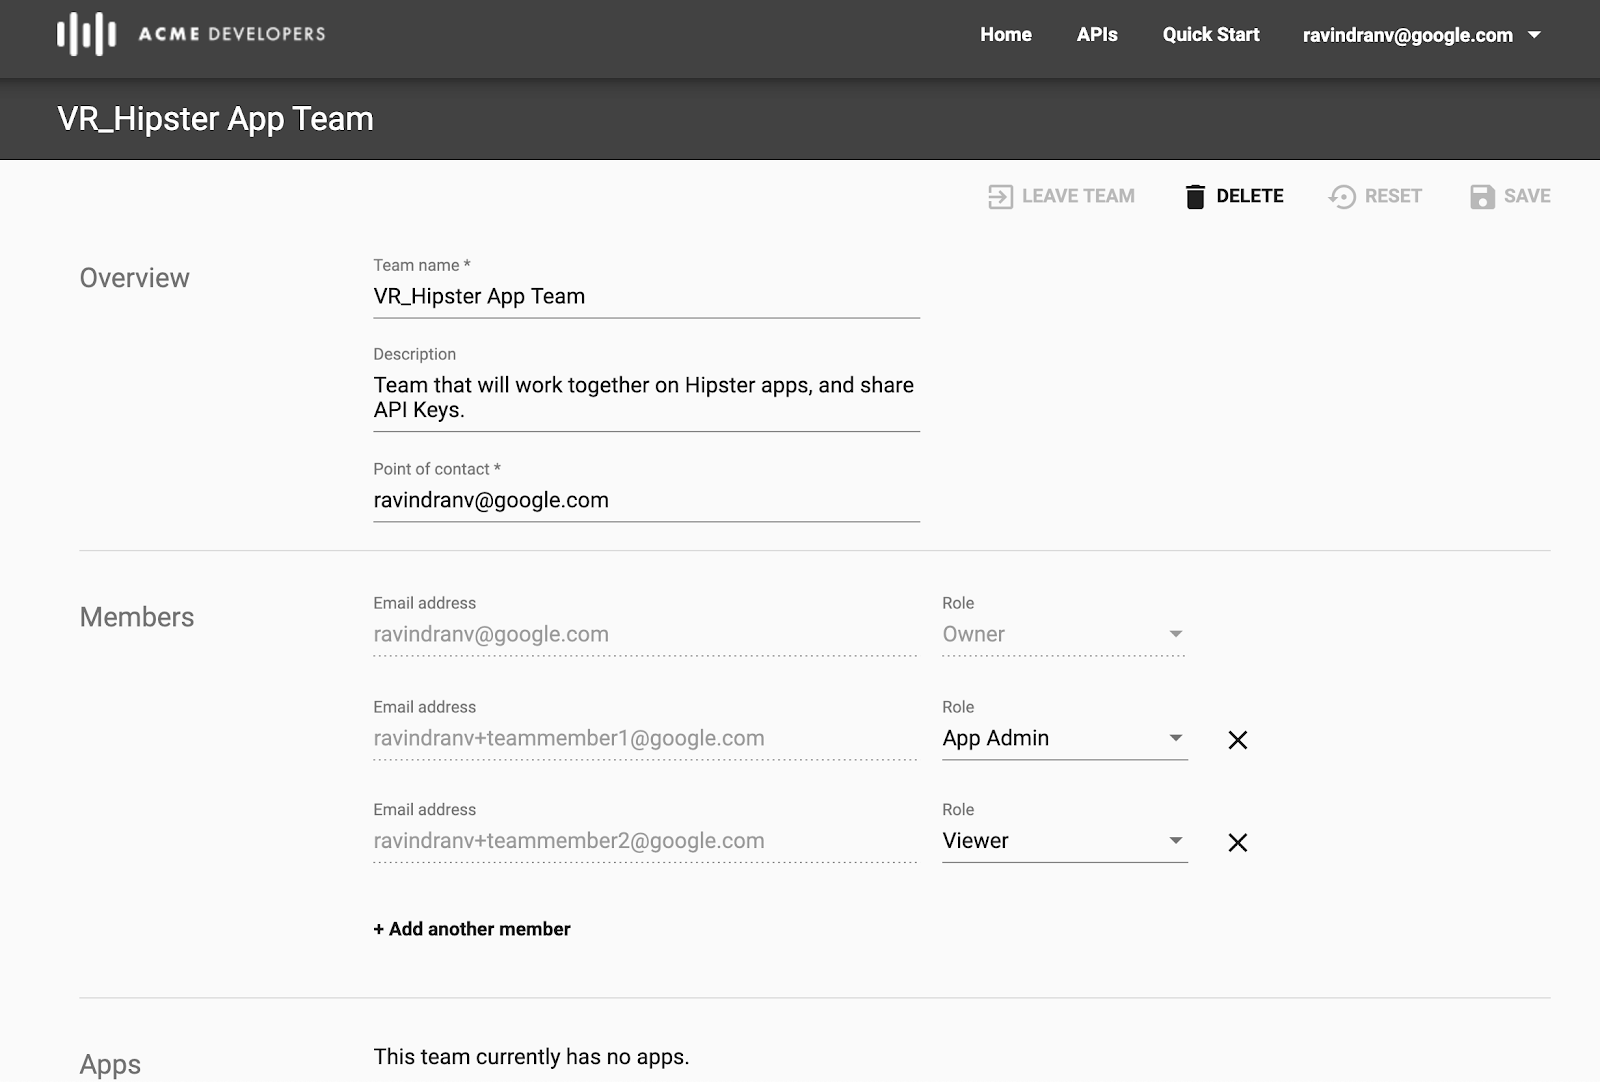 ACME DEVELOPERS
Home APIs Quick Start ravindranv@google.com
VR_Hipster App Team
LEAVE TEAM DELETE RESET SAVE
Overview
Team name *
VR_Hipster App Team
Description
Team that will work together on Hipster apps, and share
API Keys.
Point of contact *
ravindranv@google.com
Members
Email address Role
ravindranv@google.com Owner
Email address Role
ravindranv+teammember1@google.com App Admin
Email address Role
ravindranv+teammember2@google.com Viewer
+ Add another member
Apps
This team currently has no apps.